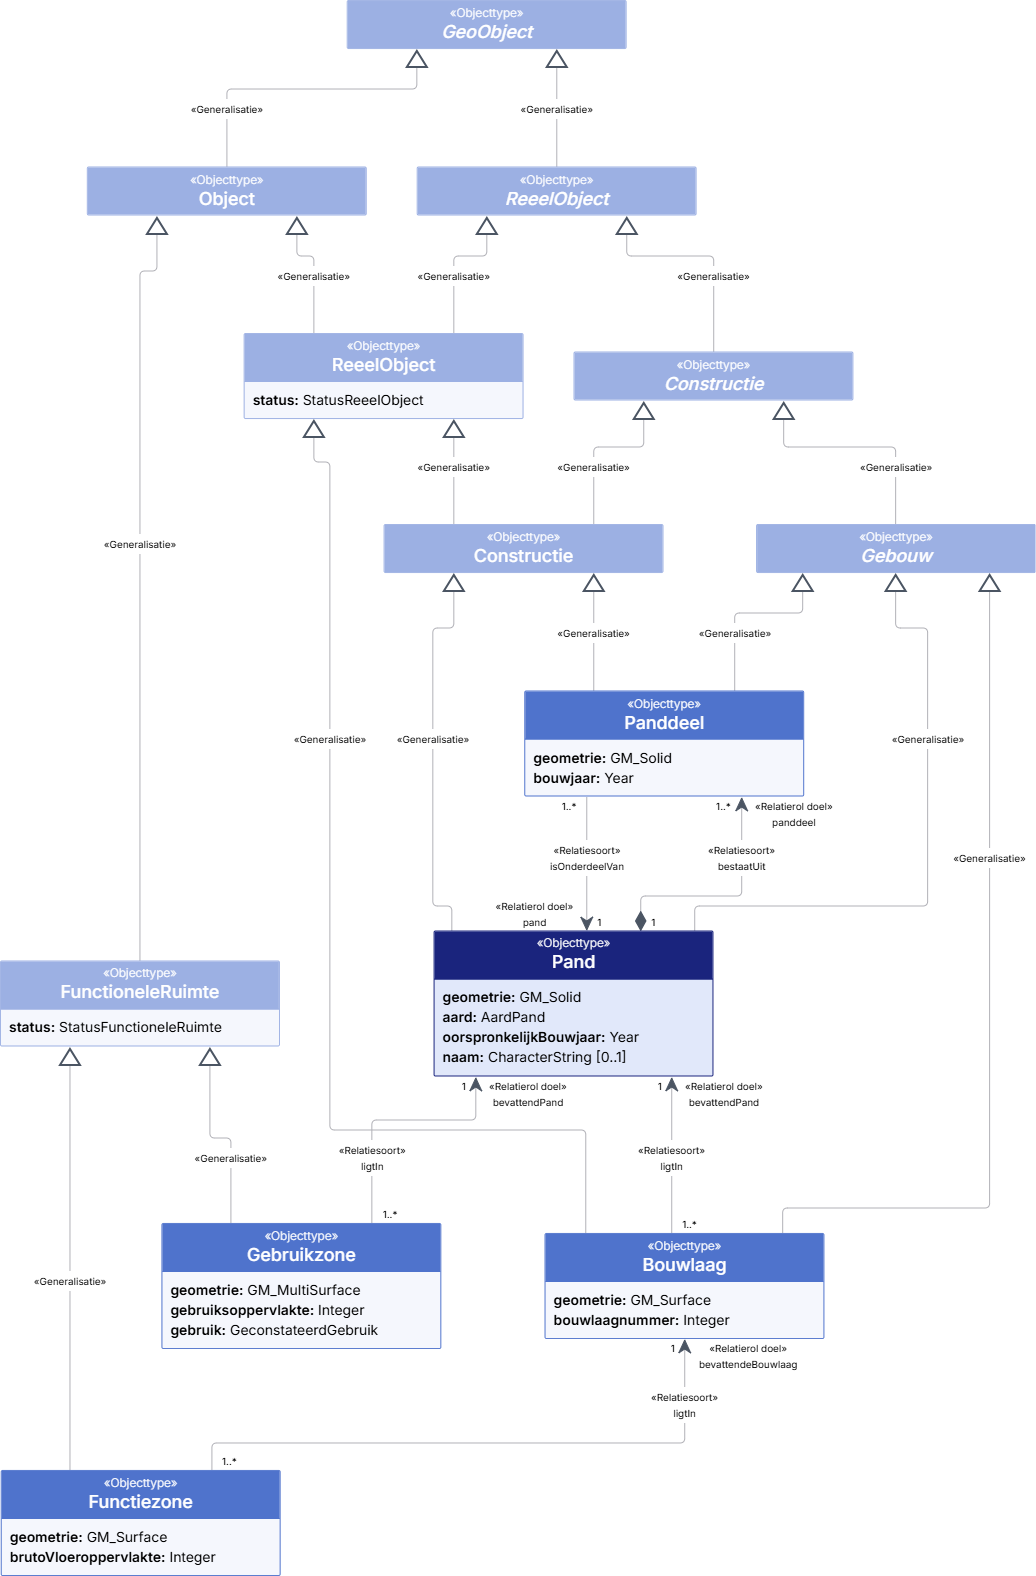 «Objecttype»
GeoObject
«Generalisatie»
«Generalisatie»
«Objecttype»
Object
«Objecttype»
ReeelObject
«Generalisatie»
«Generalisatie»
«Generalisatie»
«Objecttype»
ReeelObject
status: StatusReeelObject
«Objecttype»
Constructie
«Generalisatie»
«Generalisatie»
«Generalisatie»
«Objecttype»
Constructie
«Objecttype»
Gebouw
«Generalisatie»
«Generalisatie»
«Generalisatie»
«Objecttype»
Panddeel
geometrie: GM_Solid
bouwjaar: Year
«Generalisatie»
«Generalisatie»
«Generalisatie»
1..*
1..*
«Relatierol doel»
panddeel
«Relatiesoort»
isOnderdeelVan
«Relatiesoort»
bestaatUit
«Generalisatie»
«Relatierol doel»
pand
1
1
«Objecttype»
Pand
geometrie: GM_Solid
aard: AardPand
oorspronkelijkBouwjaar: Year
naam: CharacterString [0..1]
«Objecttype»
FunctioneleRuimte
status: StatusFunctioneleRuimte
1
«Relatierol doel»
bevattendPand
1
«Relatierol doel»
bevattendPand
«Generalisatie»
«Relatiesoort»
ligtIn
«Relatiesoort»
ligtIn
1..*
1..*
«Objecttype»
Gebruikzone
geometrie: GM_MultiSurface
gebruiksoppervlakte: Integer
gebruik: GeconstateerdGebruik
«Objecttype»
Bouwlaag
geometrie: GM_Surface
bouwlaagnummer: Integer
«Generalisatie»
1
«Relatierol doel»
bevattendeBouwlaag
«Relatiesoort»
ligtIn
1..*
«Objecttype»
Functiezone
geometrie: GM_Surface
brutoVloeroppervlakte: Integer